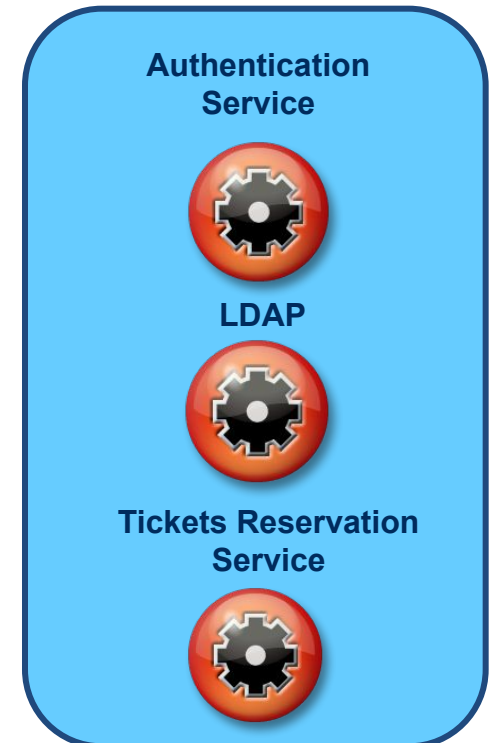 Authentication
Service
LDAP
Tickets Reservation
Service